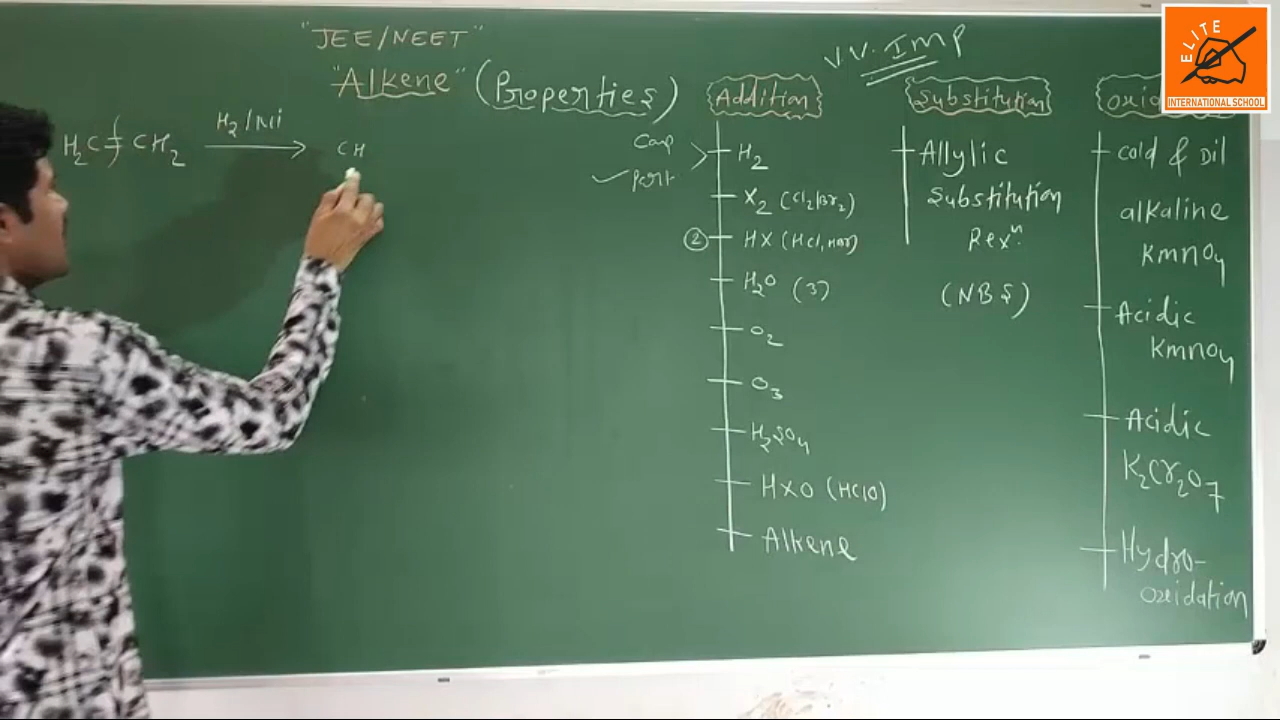 "JEE/NEET"
"Alkene" (Properties)
V.V. IMP
H2C=CH2 H2/Ni CH
Addition
Cap
Part
H2
X2 (Cl2/Br2)
② HX (HCl, HBr)
H2O (3)
O2
O3
H2SO4
HXO (HClO)
Alkene
Substitution
Allylic
Substitution
Rexn.
(NBS)
Cold & Dil
alkaline
KmnO4
Acidic
KmnO4
Acidic
K2Cr2O7
Hydro-
oxidation
ELITE
INTERNATIONAL SCHOOL